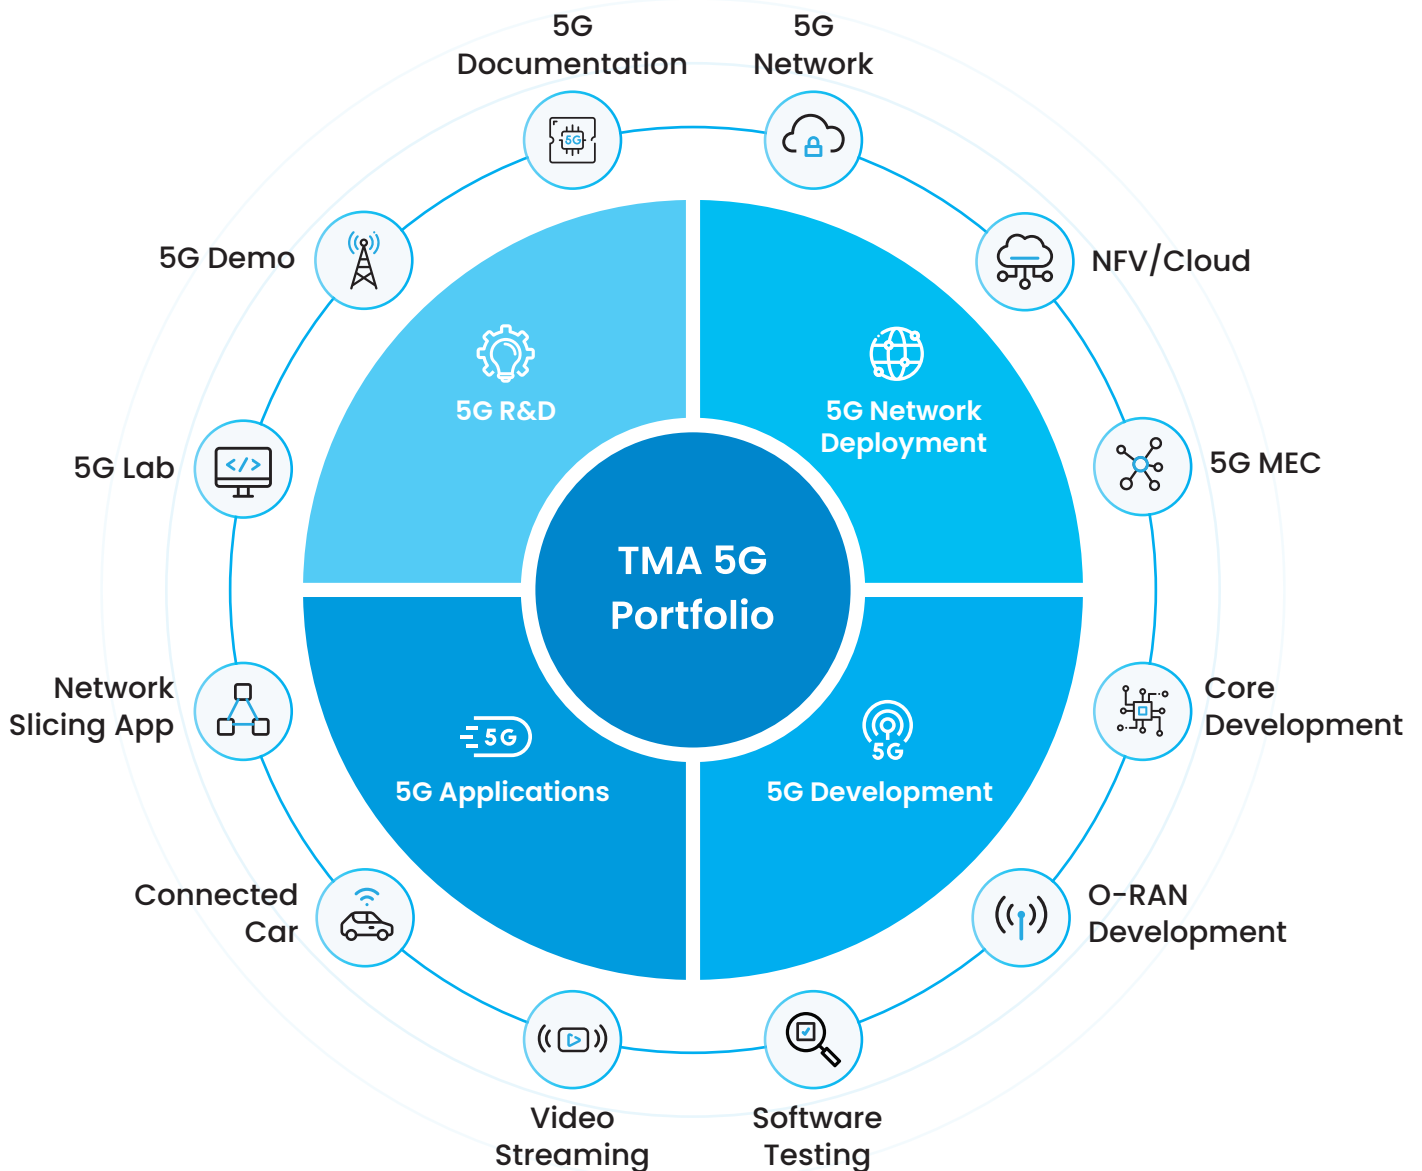 5G
Documentation
5G
Network
5G
5G Demo
NFV/Cloud
5G R&D
5G Network
Deployment
5G Lab
</>
5G MEC
TMA 5G
Portfolio
Network
Slicing App
Core
Development
5G
5G Applications
5G
5G Development
Connected
Car
O-RAN
Development
Video
Streaming
Software
Testing